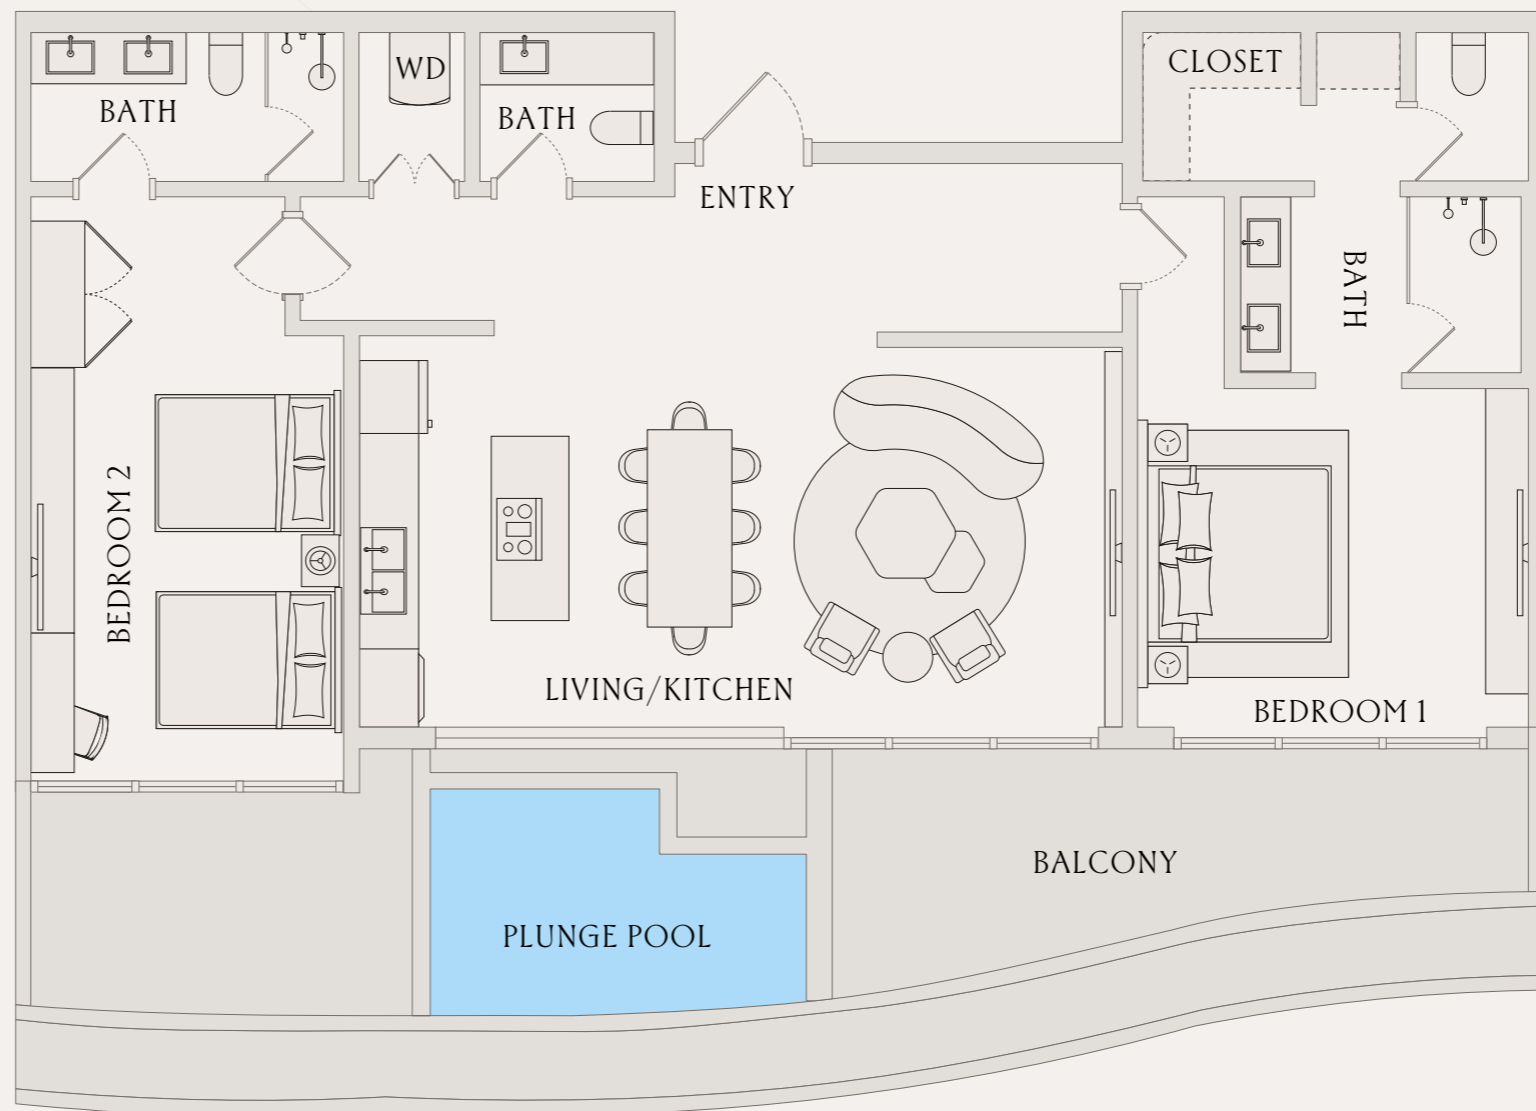 CLOSET
WD
BATH
BATH
ENTRY
BATH
BEDROOM 2
LIVING/KITCHEN
BEDROOM 1
BALCONY
PLUNGE POOL